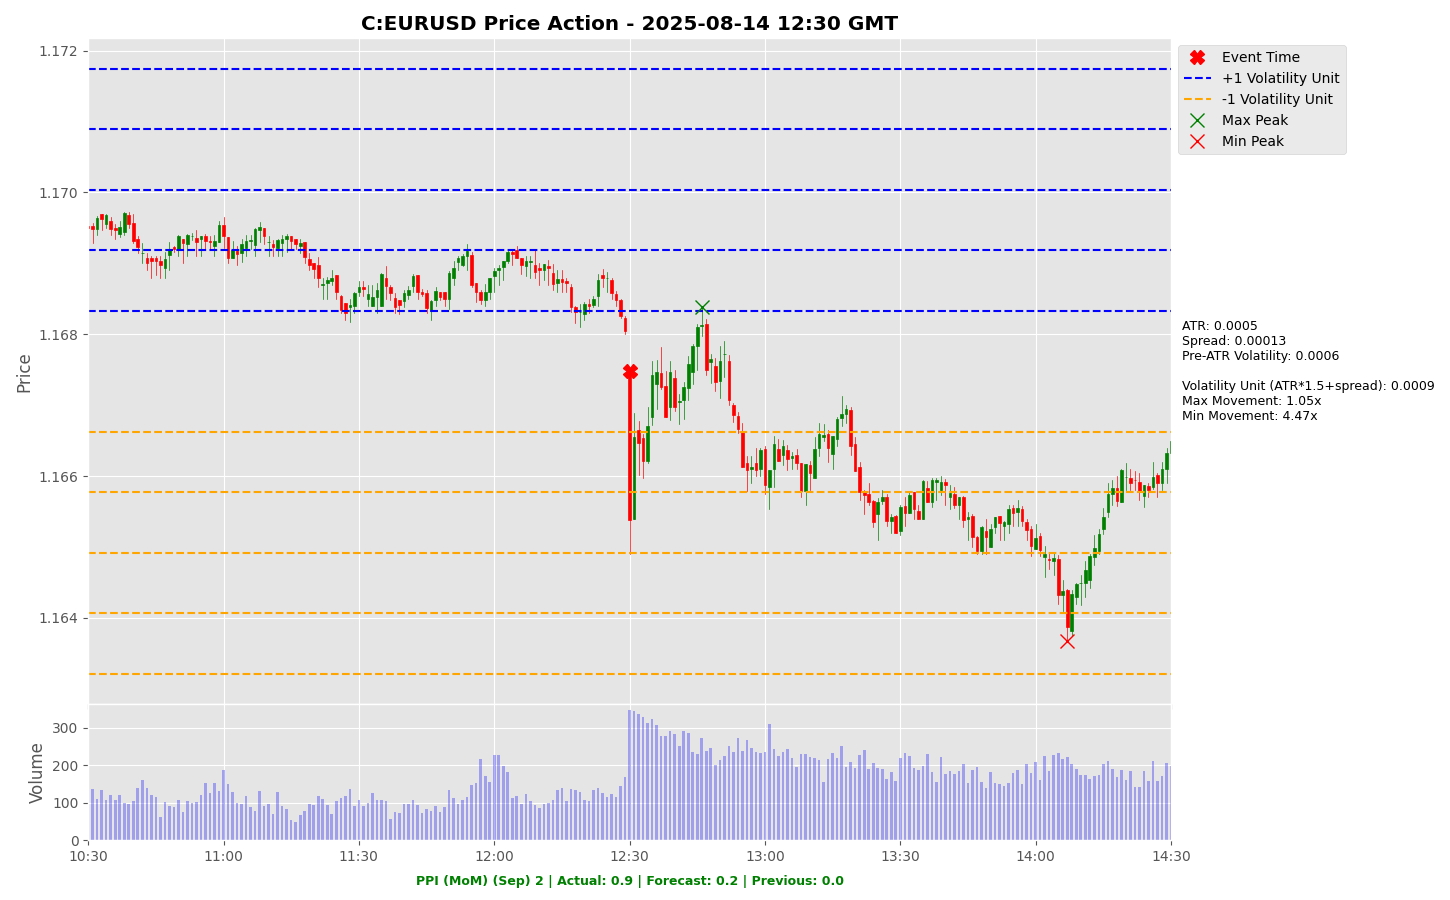 C:EURUSD Price Action - 2025-08-14 12:30 GMT
Event Time
+1 Volatility Unit
-1 Volatility Unit
Max Peak
Min Peak
1.172
1.170
1.168
1.166
1.164
Price
ATR: 0.0005
Spread: 0.00013
Pre-ATR Volatility: 0.0006
Volatility Unit (ATR*1.5+spread): 0.0009
Max Movement: 1.05x
Min Movement: 4.47x
300
200
100
0
Volume
10:30
11:00
11:30
12:00
12:30
13:00
13:30
14:00
14:30
PPI (MoM) (Sep) 2 | Actual: 0.9 | Forecast: 0.2 | Previous: 0.0